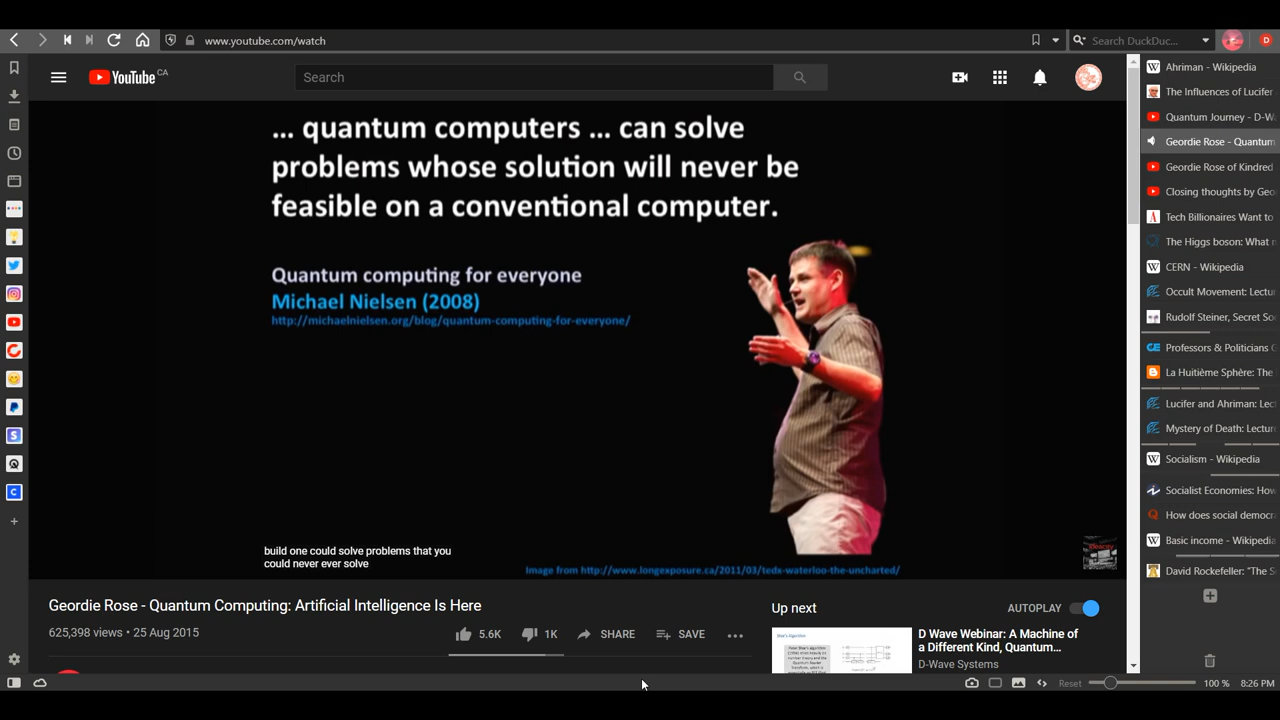 www.youtube.com/watch
Search DuckDuc...
D
YouTube CA
Search
... quantum computers ... can solve
problems whose solution will never be
feasible on a conventional computer.
Quantum computing for everyone
Michael Nielsen (2008)
http://michaelnielsen.org/blog/quantum-computing-for-everyone/
build one could solve problems that you
could never ever solve
Image from http://www.longexposure.ca/2011/03/tedx-waterloo-the-uncharted/
Geordie Rose - Quantum Computing: Artificial Intelligence Is Here
625,398 views • 25 Aug 2015
5.6K
1K
SHARE
SAVE
Up next
AUTOPLAY
D Wave Webinar: A Machine of
a Different Kind, Quantum...
D-Wave Systems
Ahriman - Wikipedia
The Influences of Lucifer
Quantum Journey - D-W
Geordie Rose - Quantum
Geordie Rose of Kindred
Closing thoughts by Geo
Tech Billionaires Want to
The Higgs boson: What
CERN - Wikipedia
Occult Movement: Lectu
Rudolf Steiner, Secret So
Professors & Politicians
La Huitième Sphère: The
Lucifer and Ahriman: Lec
Mystery of Death: Lectur
Socialism - Wikipedia
Socialist Economies: How
How does social democr
Basic income - Wikipedia
David Rockefeller: "The S
Reset
100 %
8:26 PM